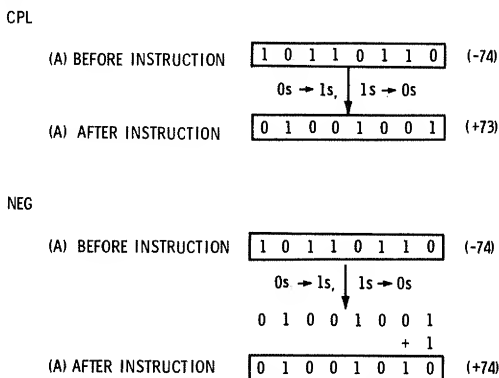 CPL
(A) BEFORE INSTRUCTION 1 0 1 1 0 1 1 0 (-74)
0s → 1s, 1s → 0s
(A) AFTER INSTRUCTION 0 1 0 0 1 0 0 1 (+73)
NEG
(A) BEFORE INSTRUCTION 1 0 1 1 0 1 1 0 (-74)
0s → 1s, 1s → 0s
0 1 0 0 1 0 0 1
+ 1
(A) AFTER INSTRUCTION 0 1 0 0 1 0 1 0 (+74)